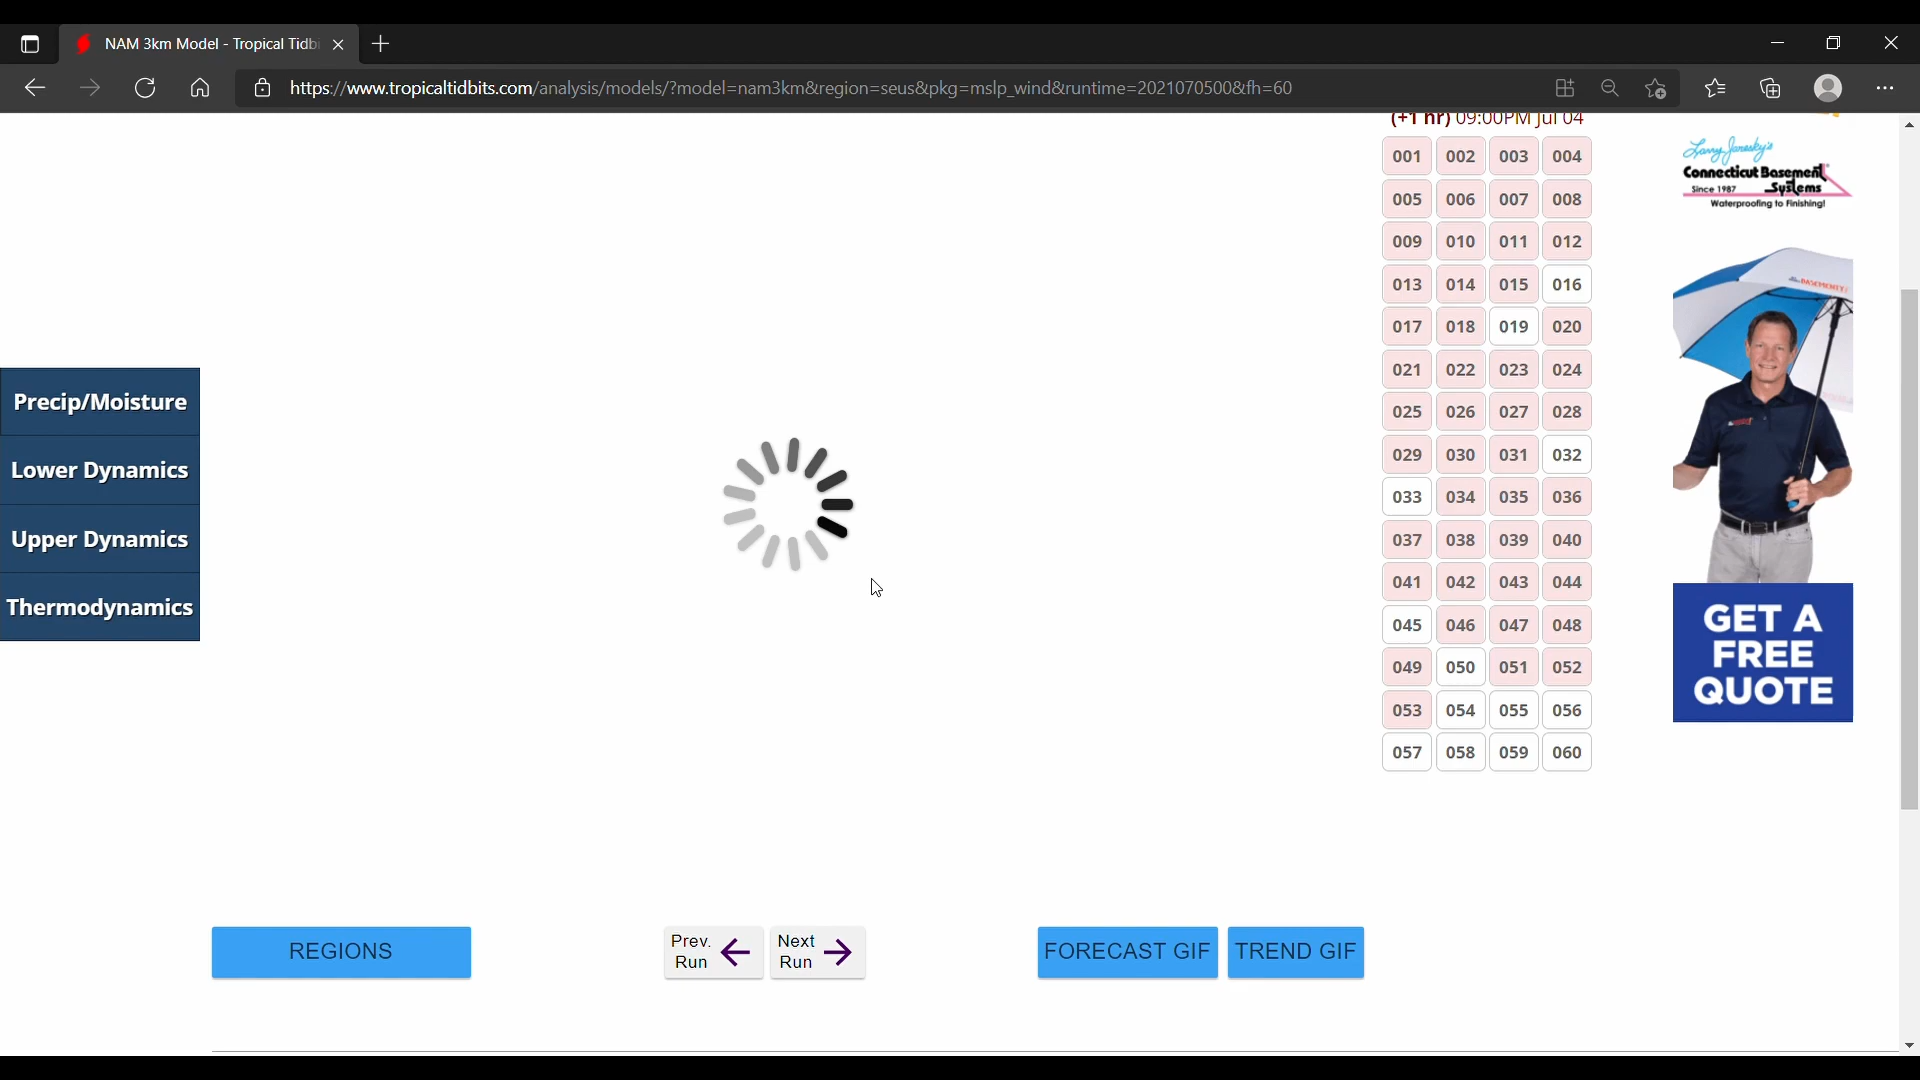 NAM 3km Model - Tropical Tidbi
https://www.tropicaltidbits.com/analysis/models/?model=nam3km&region=seus&pkg=mslp_wind&runtime=2021070500&fh=60
(+1 hr) 09:00PM Jul 04
001 002 003 004
005 006 007 008
009 010 011 012
013 014 015 016
017 018 019 020
021 022 023 024
025 026 027 028
029 030 031 032
033 034 035 036
037 038 039 040
041 042 043 044
045 046 047 048
049 050 051 052
053 054 055 056
057 058 059 060
Precip/Moisture
Lower Dynamics
Upper Dynamics
Thermodynamics
Larry Janesky's
Connecticut Basement
Since 1987 Systems
Waterproofing to Finishing!
GET A
FREE
QUOTE
REGIONS
Prev.
Run
Next
Run
FORECAST GIF
TREND GIF